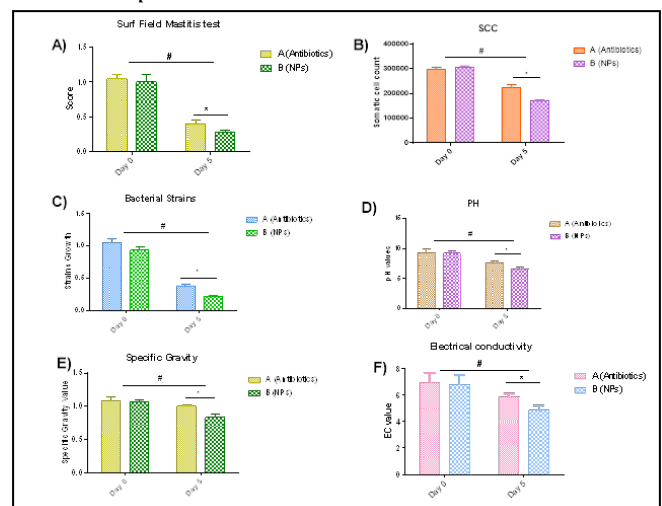 Surf Field Mastitis test
A)
#
A (Antibiotics)
B (NPs)
1.5
1.0
0.5
0.0
Score
*
Day 0
Day 5
SCC
B)
#
A (Antibiotics)
B (NPs)
400000
300000
200000
100000
0
Somatic cell count
*
Day 0
Day 5
Bacterial Strains
C)
#
A (Antibiotics)
B (NPs)
1.5
1.0
0.5
0.0
Strains Growth
*
Day 0
Day 5
PH
D)
#
A (Antibiotics)
B (NPs)
15
10
5
0
pH values
*
Day 0
Day 5
Specific Gravity
E)
#
A (Antibiotics)
B (NPs)
1.5
1.0
0.5
0.0
Specific Gravity Value
*
Day 0
Day 5
Electrical conductivity
F)
#
A (Antibiotics)
B (NPs)
8
6
4
2
0
EC value
*
Day 0
Day 5